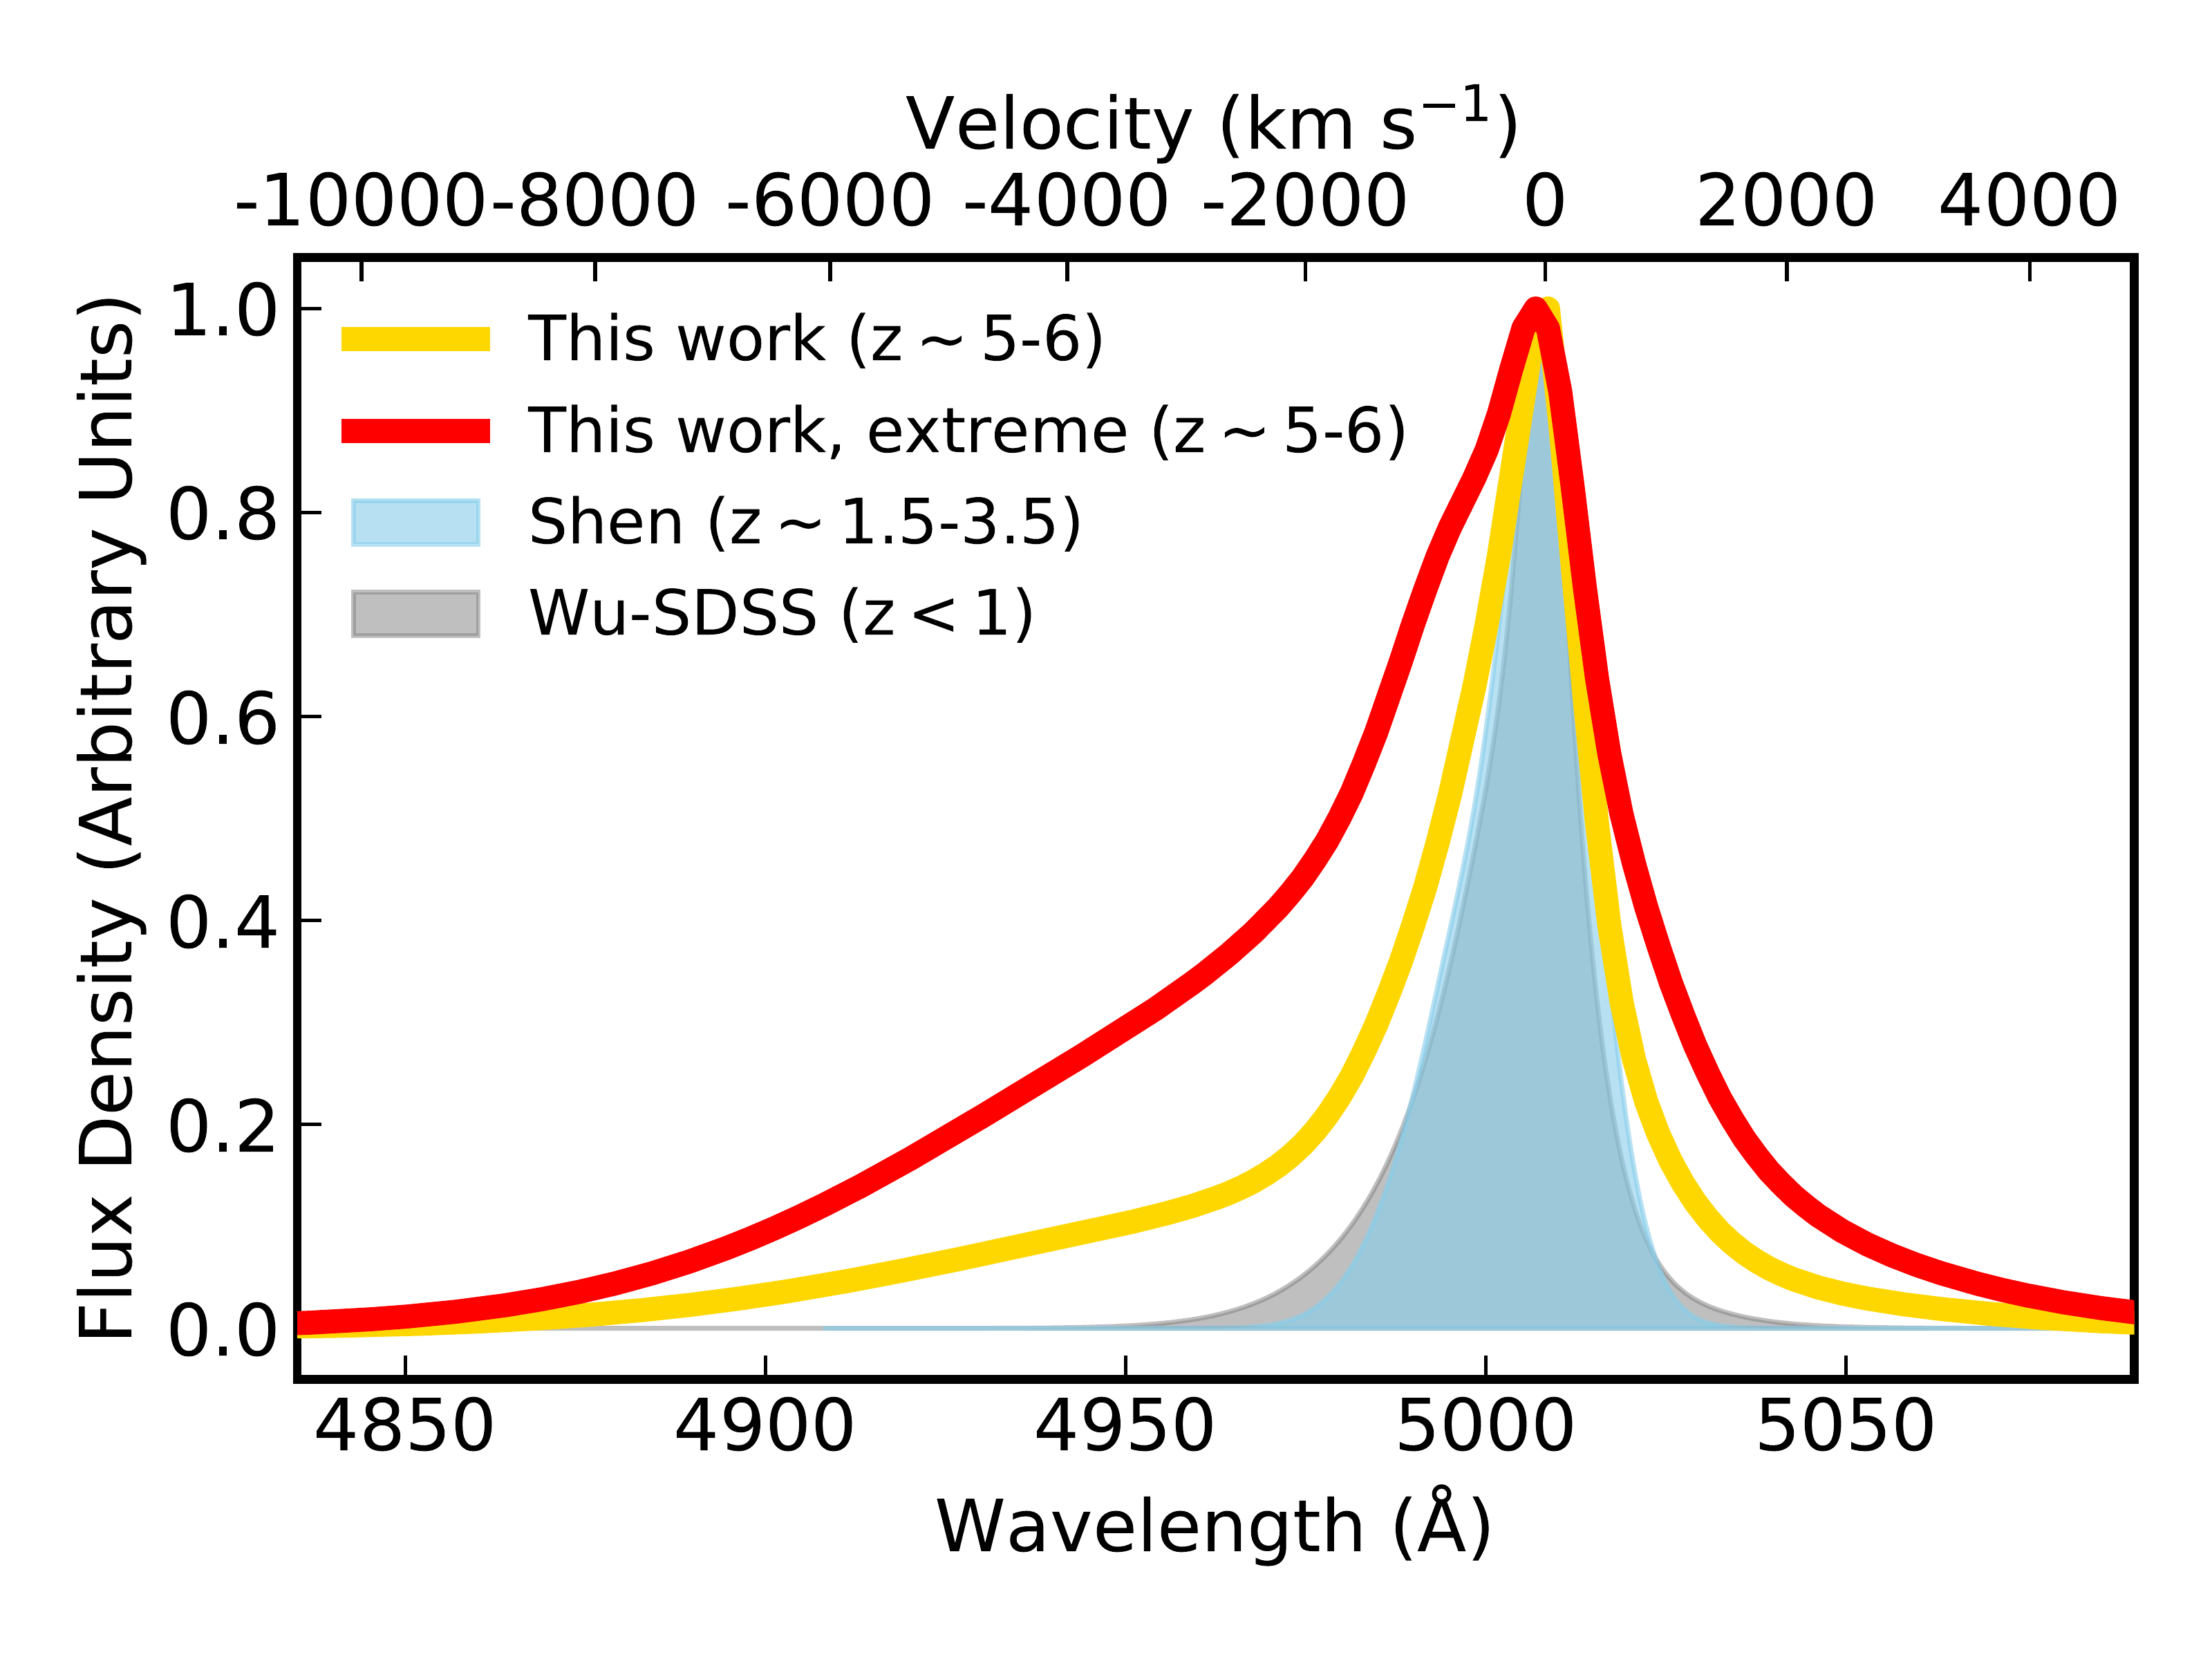 Velocity (km s⁻¹)
-10000 -8000 -6000 -4000 -2000 0 2000 4000
1.0
0.8
0.6
0.4
0.2
0.0
Flux Density (Arbitrary Units)
This work (z ~ 5-6)
This work, extreme (z ~ 5-6)
Shen (z ~ 1.5-3.5)
Wu-SDSS (z < 1)
4850 4900 4950 5000 5050
Wavelength (Å)